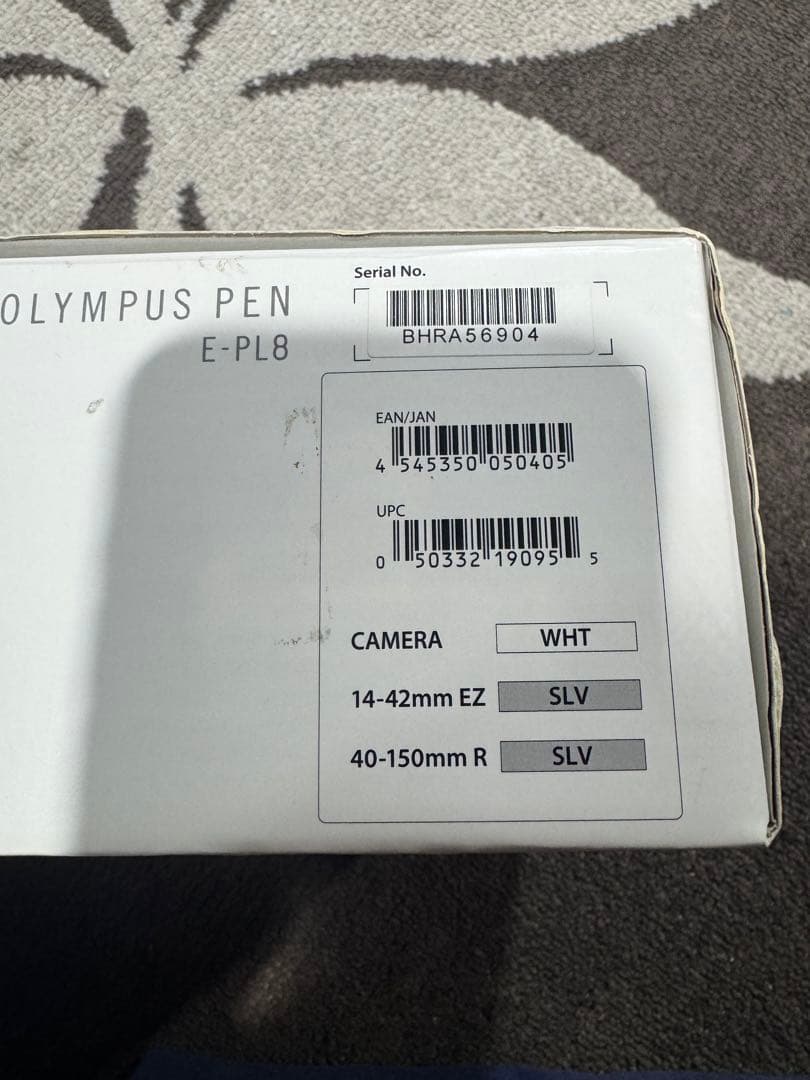 OLYMPUS PEN
E-PL8
Serial No.
BHRA56904
EAN/JAN
4 545350 050405
UPC
0 50332 19095 5
CAMERA WHT
14-42mm EZ SLV
40-150mm R SLV